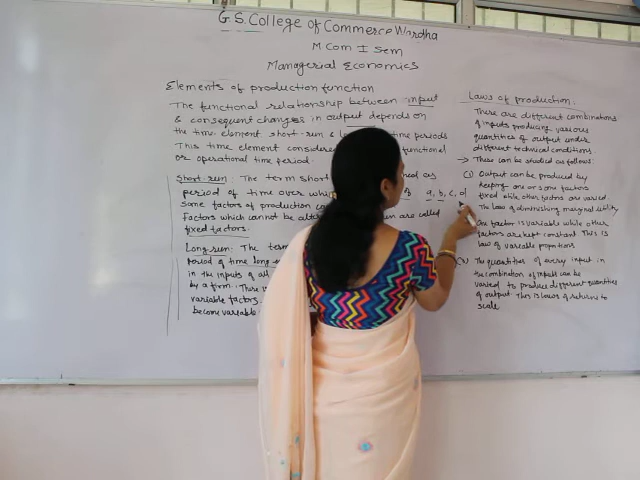 G.S. College of Commerce Wardha
M Com I Sem
Managerial Economics
Elements of production function
The functional relationship between input
& consequent changes in output depends on
the time element short-run & time periods
This time element considered functional
or operational time period.
Short-run: The term short as
period of time over
some factors of production
Factors which cannot be are called
fixed factors.
Long run: The
Period of time long
in the inputs of all
by a firm.
variable factors.
become variable.
a, b, c, d
Laws of production:
There are different combinations
of inputs producing various
quantities of output under
different technical conditions.
→ These can be studied as follows:
(1) Output can be produced by
keeping one or some factors
fixed while other factors are varied
The law of diminishing marginal utility
One factor is variable while other
factors are kept constant. This is
law of variable proportions
The quantities of every input in
the combination of inputs can be
varied to produce different quantities
of output. This is laws of returns to
scale